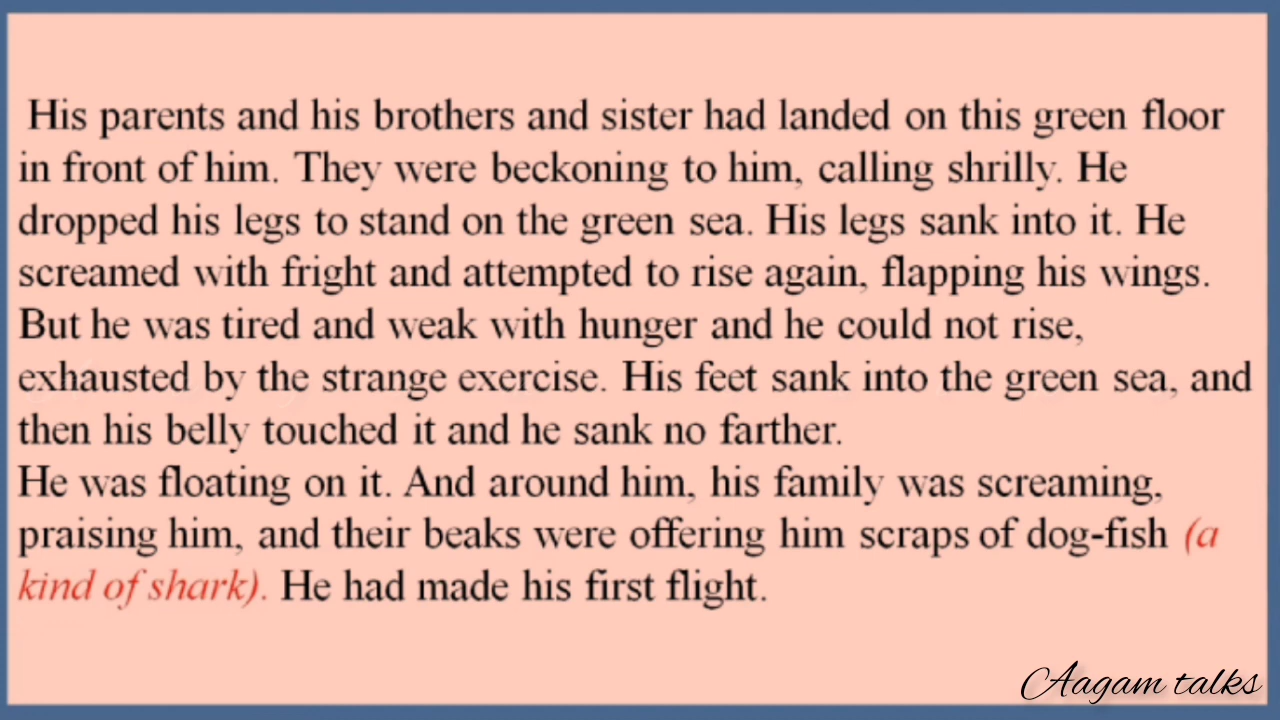 His parents and his brothers and sister had landed on this green floor
in front of him. They were beckoning to him, calling shrilly. He
dropped his legs to stand on the green sea. His legs sank into it. He
screamed with fright and attempted to rise again, flapping his wings.
But he was tired and weak with hunger and he could not rise,
exhausted by the strange exercise. His feet sank into the green sea, and
then his belly touched it and he sank no farther.
He was floating on it. And around him, his family was screaming,
praising him, and their beaks were offering him scraps of dog-fish (a
kind of shark). He had made his first flight.
Aagam talks